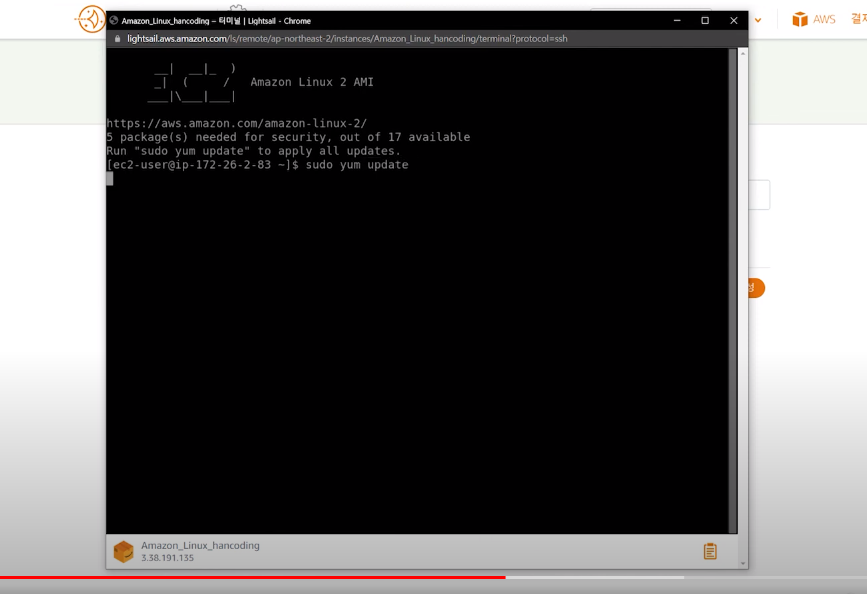 Amazon_Linux_hancoding – 터미널 | Lightsail - Chrome
AWS
lightsail.aws.amazon.com/ls/remote/ap-northeast-2/instances/Amazon_Linux_hancoding/terminal?protocol=ssh
__|  __|_  )
_|  (     /   Amazon Linux 2 AMI
___|\___|___|
https://aws.amazon.com/amazon-linux-2/
5 package(s) needed for security, out of 17 available
Run "sudo yum update" to apply all updates.
[ec2-user@ip-172-26-2-83 ~]$ sudo yum update
성
Amazon_Linux_hancoding
3.38.191.135